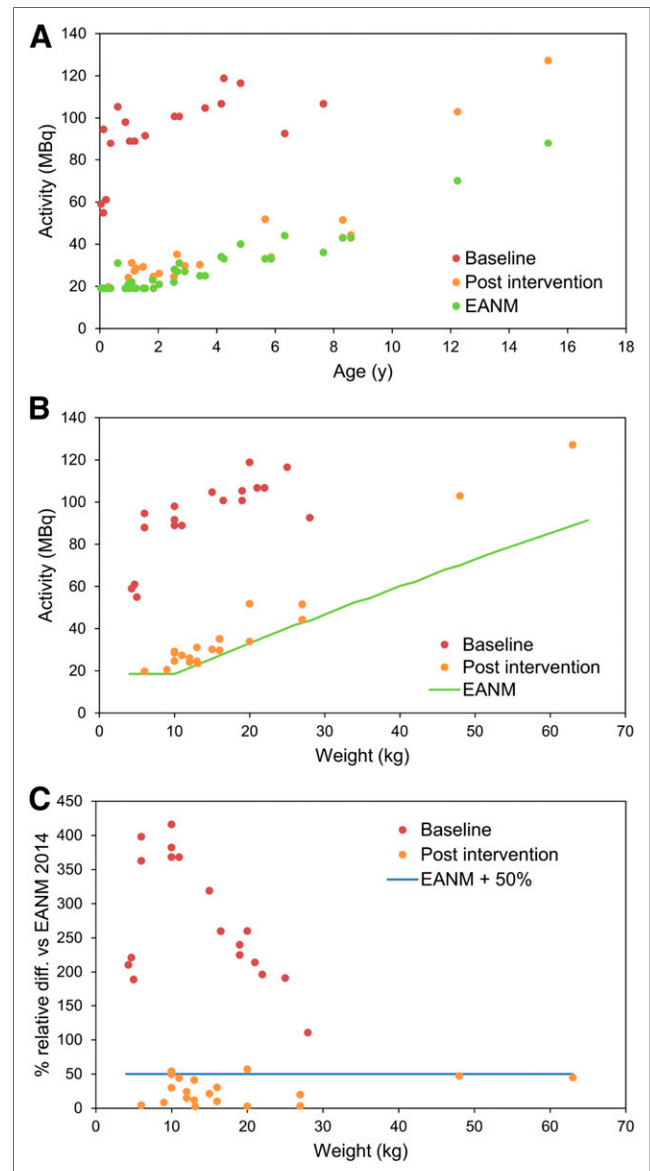 A
Activity (MBq)
140
120
100
80
60
40
20
0
0 2 4 6 8 10 12 14 16 18
Age (y)
Baseline
Post intervention
EANM
B
Activity (MBq)
140
120
100
80
60
40
20
0
0 10 20 30 40 50 60 70
Weight (kg)
Baseline
Post intervention
EANM
C
% relative diff. vs EANM 2014
450
400
350
300
250
200
150
100
50
0
0 10 20 30 40 50 60 70
Weight (kg)
Baseline
Post intervention
EANM + 50%